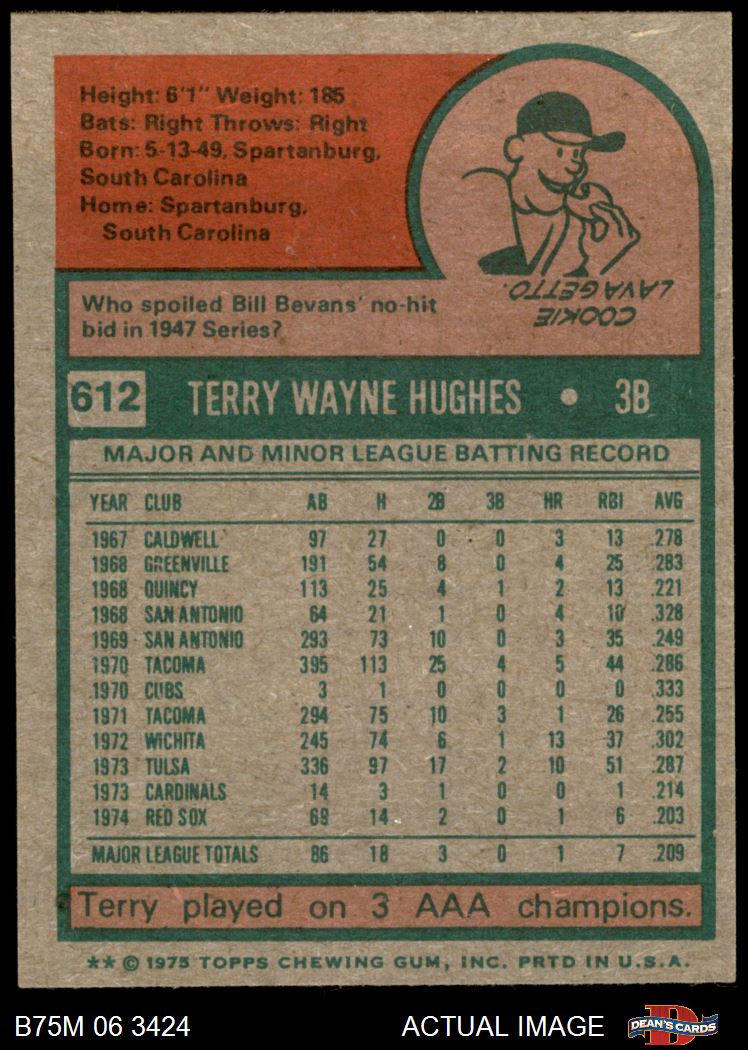 Height: 6'1" Weight: 185
Bats: Right Throws: Right
Born: 5-13-49, Spartanburg,
South Carolina
Home: Spartanburg,
South Carolina
Who spoiled Bill Bevans' no-hit
bid in 1947 Series?
COOKIE
LAVAGETTO.
612 TERRY WAYNE HUGHES • 3B
MAJOR AND MINOR LEAGUE BATTING RECORD
YEAR CLUB AB H 2B 3B HR RBI AVG
1967 CALDWELL 97 27 0 0 3 13 .278
1968 GREENVILLE 191 54 8 0 4 25 .283
1968 QUINCY 113 25 4 1 2 13 .221
1968 SAN ANTONIO 64 21 1 0 4 10 .328
1969 SAN ANTONIO 293 73 10 0 3 35 .249
1970 TACOMA 395 113 25 4 5 44 .286
1970 CUBS 3 1 0 0 0 0 .333
1971 TACOMA 294 75 10 3 1 26 .255
1972 WICHITA 245 74 6 1 13 37 .302
1973 TULSA 336 97 17 2 10 51 .287
1973 CARDINALS 14 3 1 0 0 1 .214
1974 RED SOX 69 14 2 0 1 6 .203
MAJOR LEAGUE TOTALS 86 18 3 0 1 7 .209
Terry played on 3 AAA champions.
** © 1975 TOPPS CHEWING GUM, INC. PRTD IN U.S.A.
B75M 06 3424 ACTUAL IMAGE DEAN'S CARDS